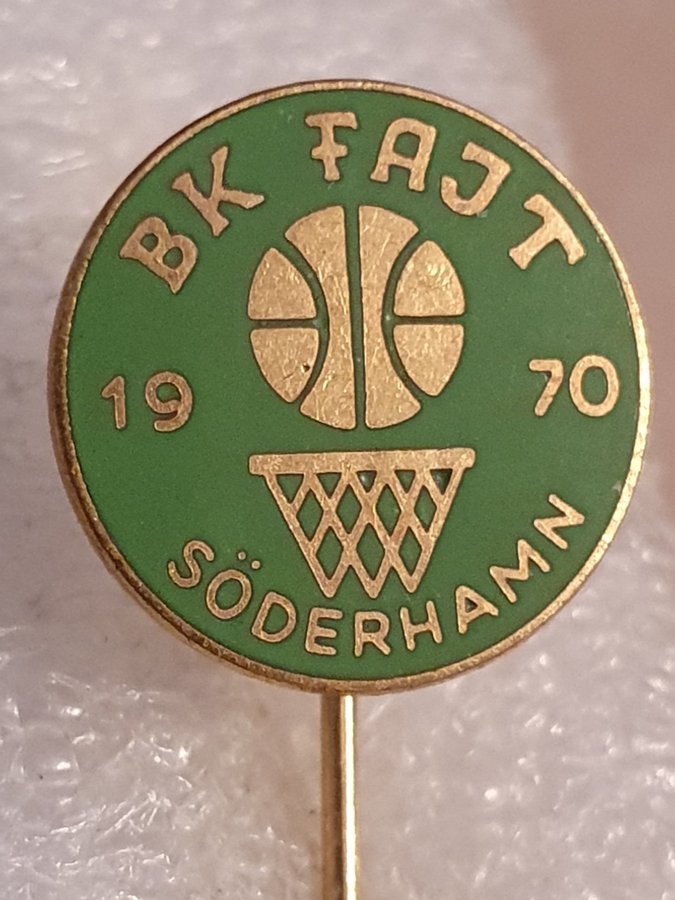 BK FAJT
19 70
SÖDERHAMN